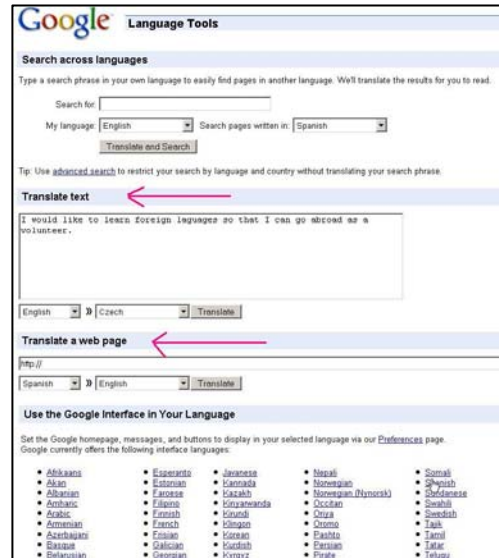 Google Language Tools
Search across languages
Type a search phrase in your own language to easily find pages in another language. We'll translate the results for you to read.
Search for:
My language: English Search pages written in: Spanish
Translate and Search
Tip: Use advanced search to restrict your search by language and country without translating your search phrase.
Translate text
I would like to learn foreign laguages so that I can go abroad as a
volunteer.
English » Czech Translate
Translate a web page
http://
Spanish » English Translate
Use the Google Interface in Your Language
Set the Google homepage, messages, and buttons to display in your selected language via our Preferences page.
Google currently offers the following interface languages:
Afrikaans Esperanto Javanese Nepali Somali
Akan Estonian Kannada Norwegian Spanish
Albanian Faroese Kazakh Norwegian (Nynorsk) Sundanese
Amharic Filipino Kinyarwanda Occitan Swahili
Arabic Finnish Kirundi Oriya Swedish
Armenian French Klingon Oromo Tajik
Azerbaijani Frisian Korean Pashto Tamil
Basque Galician Kurdish Persian Tatar
Belarusian Georgian Kyrgyz Pirate Telugu